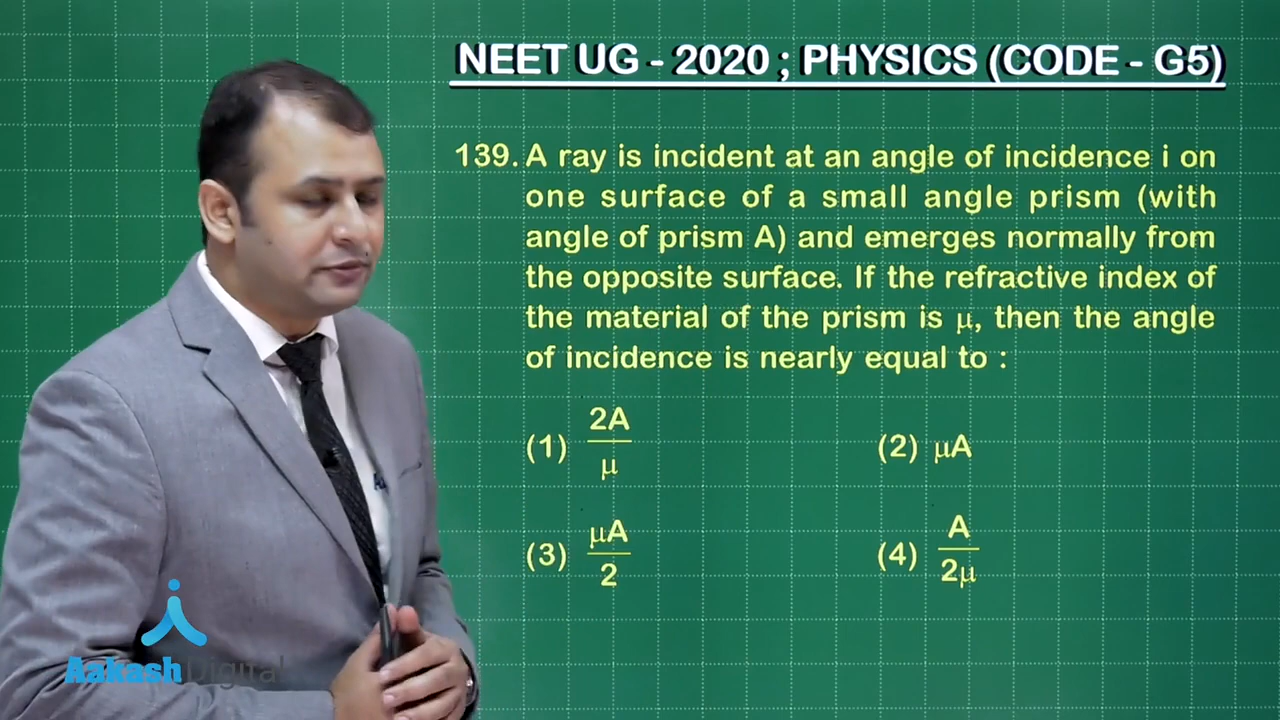 NEET UG - 2020 ; PHYSICS (CODE - G5)
139. A ray is incident at an angle of incidence i on
one surface of a small angle prism (with
angle of prism A) and emerges normally from
the opposite surface. If the refractive index of
the material of the prism is μ, then the angle
of incidence is nearly equal to :
(1) 2A/μ (2) μA
(3) μA/2 (4) A/2μ
Aakash Digital